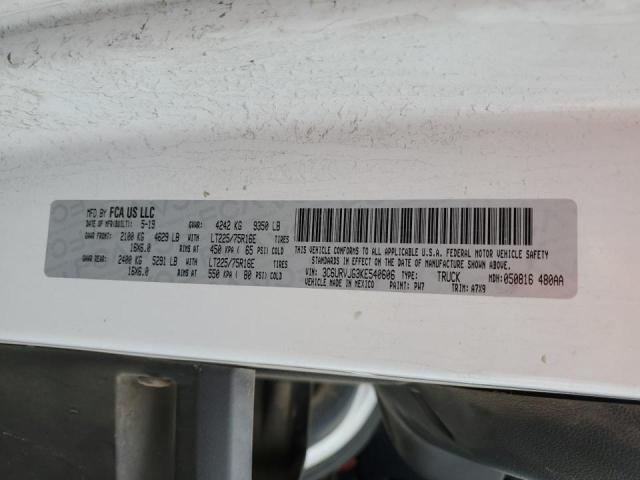 MFD BY FCA US LLC
DATE OF MFR(BUILT): 5-19 GVWR: 4242 KG 9350 LB
GAWR FRONT: 2100 KG 4629 LB LT225/75R16E TIRES
16X6.0 RIMS AT 450 KPA ( 65 PSI) COLD
GAWR REAR: 2400 KG 5291 LB LT225/75R16E TIRES
16X6.0 RIMS AT 550 KPA ( 80 PSI) COLD
THIS VEHICLE CONFORMS TO ALL APPLICABLE U.S.A. FEDERAL MOTOR VEHICLE SAFETY
STANDARDS IN EFFECT ON THE DATE OF MANUFACTURE SHOWN ABOVE.
VIN: 3C6URVJG3KE540606 TYPE: TRUCK MDH: 050816 480AA
VEHICLE MADE IN MEXICO PAINT: PW7 TRIM: A7X9